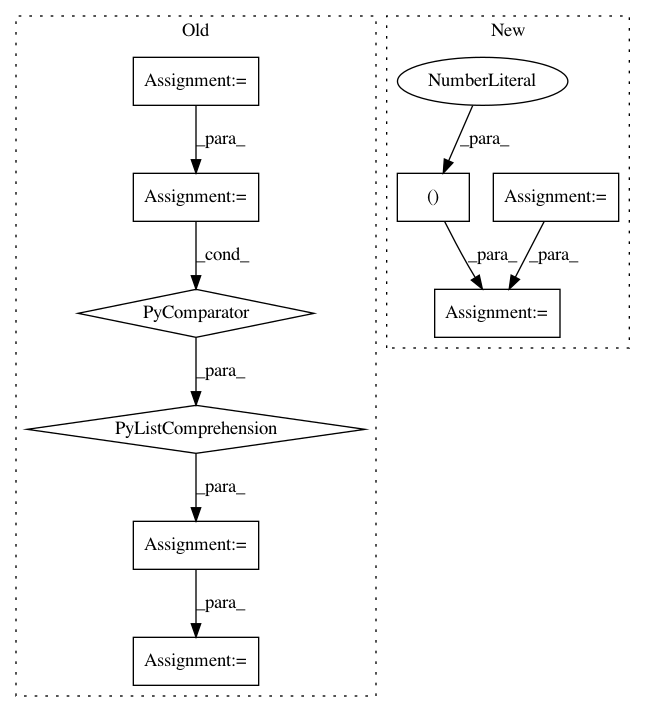 Old
Assignment:=
_para_
Assignment:=
_cond_
PyComparator
_para_
PyListComprehension
_para_
Assignment:=
_para_
Assignment:=
New
NumberLiteral
_para_
()
Assignment:=
_para_
_para_
Assignment:=